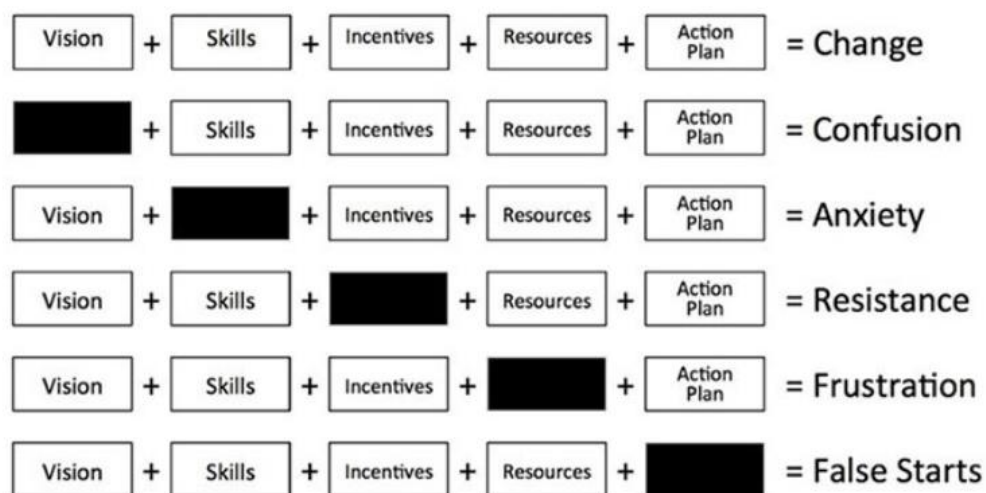 Vision + Skills + Incentives + Resources + Action Plan = Change
+ Skills + Incentives + Resources + Action Plan = Confusion
Vision + + Incentives + Resources + Action Plan = Anxiety
Vision + Skills + + Resources + Action Plan = Resistance
Vision + Skills + Incentives + + Action Plan = Frustration
Vision + Skills + Incentives + Resources + = False Starts